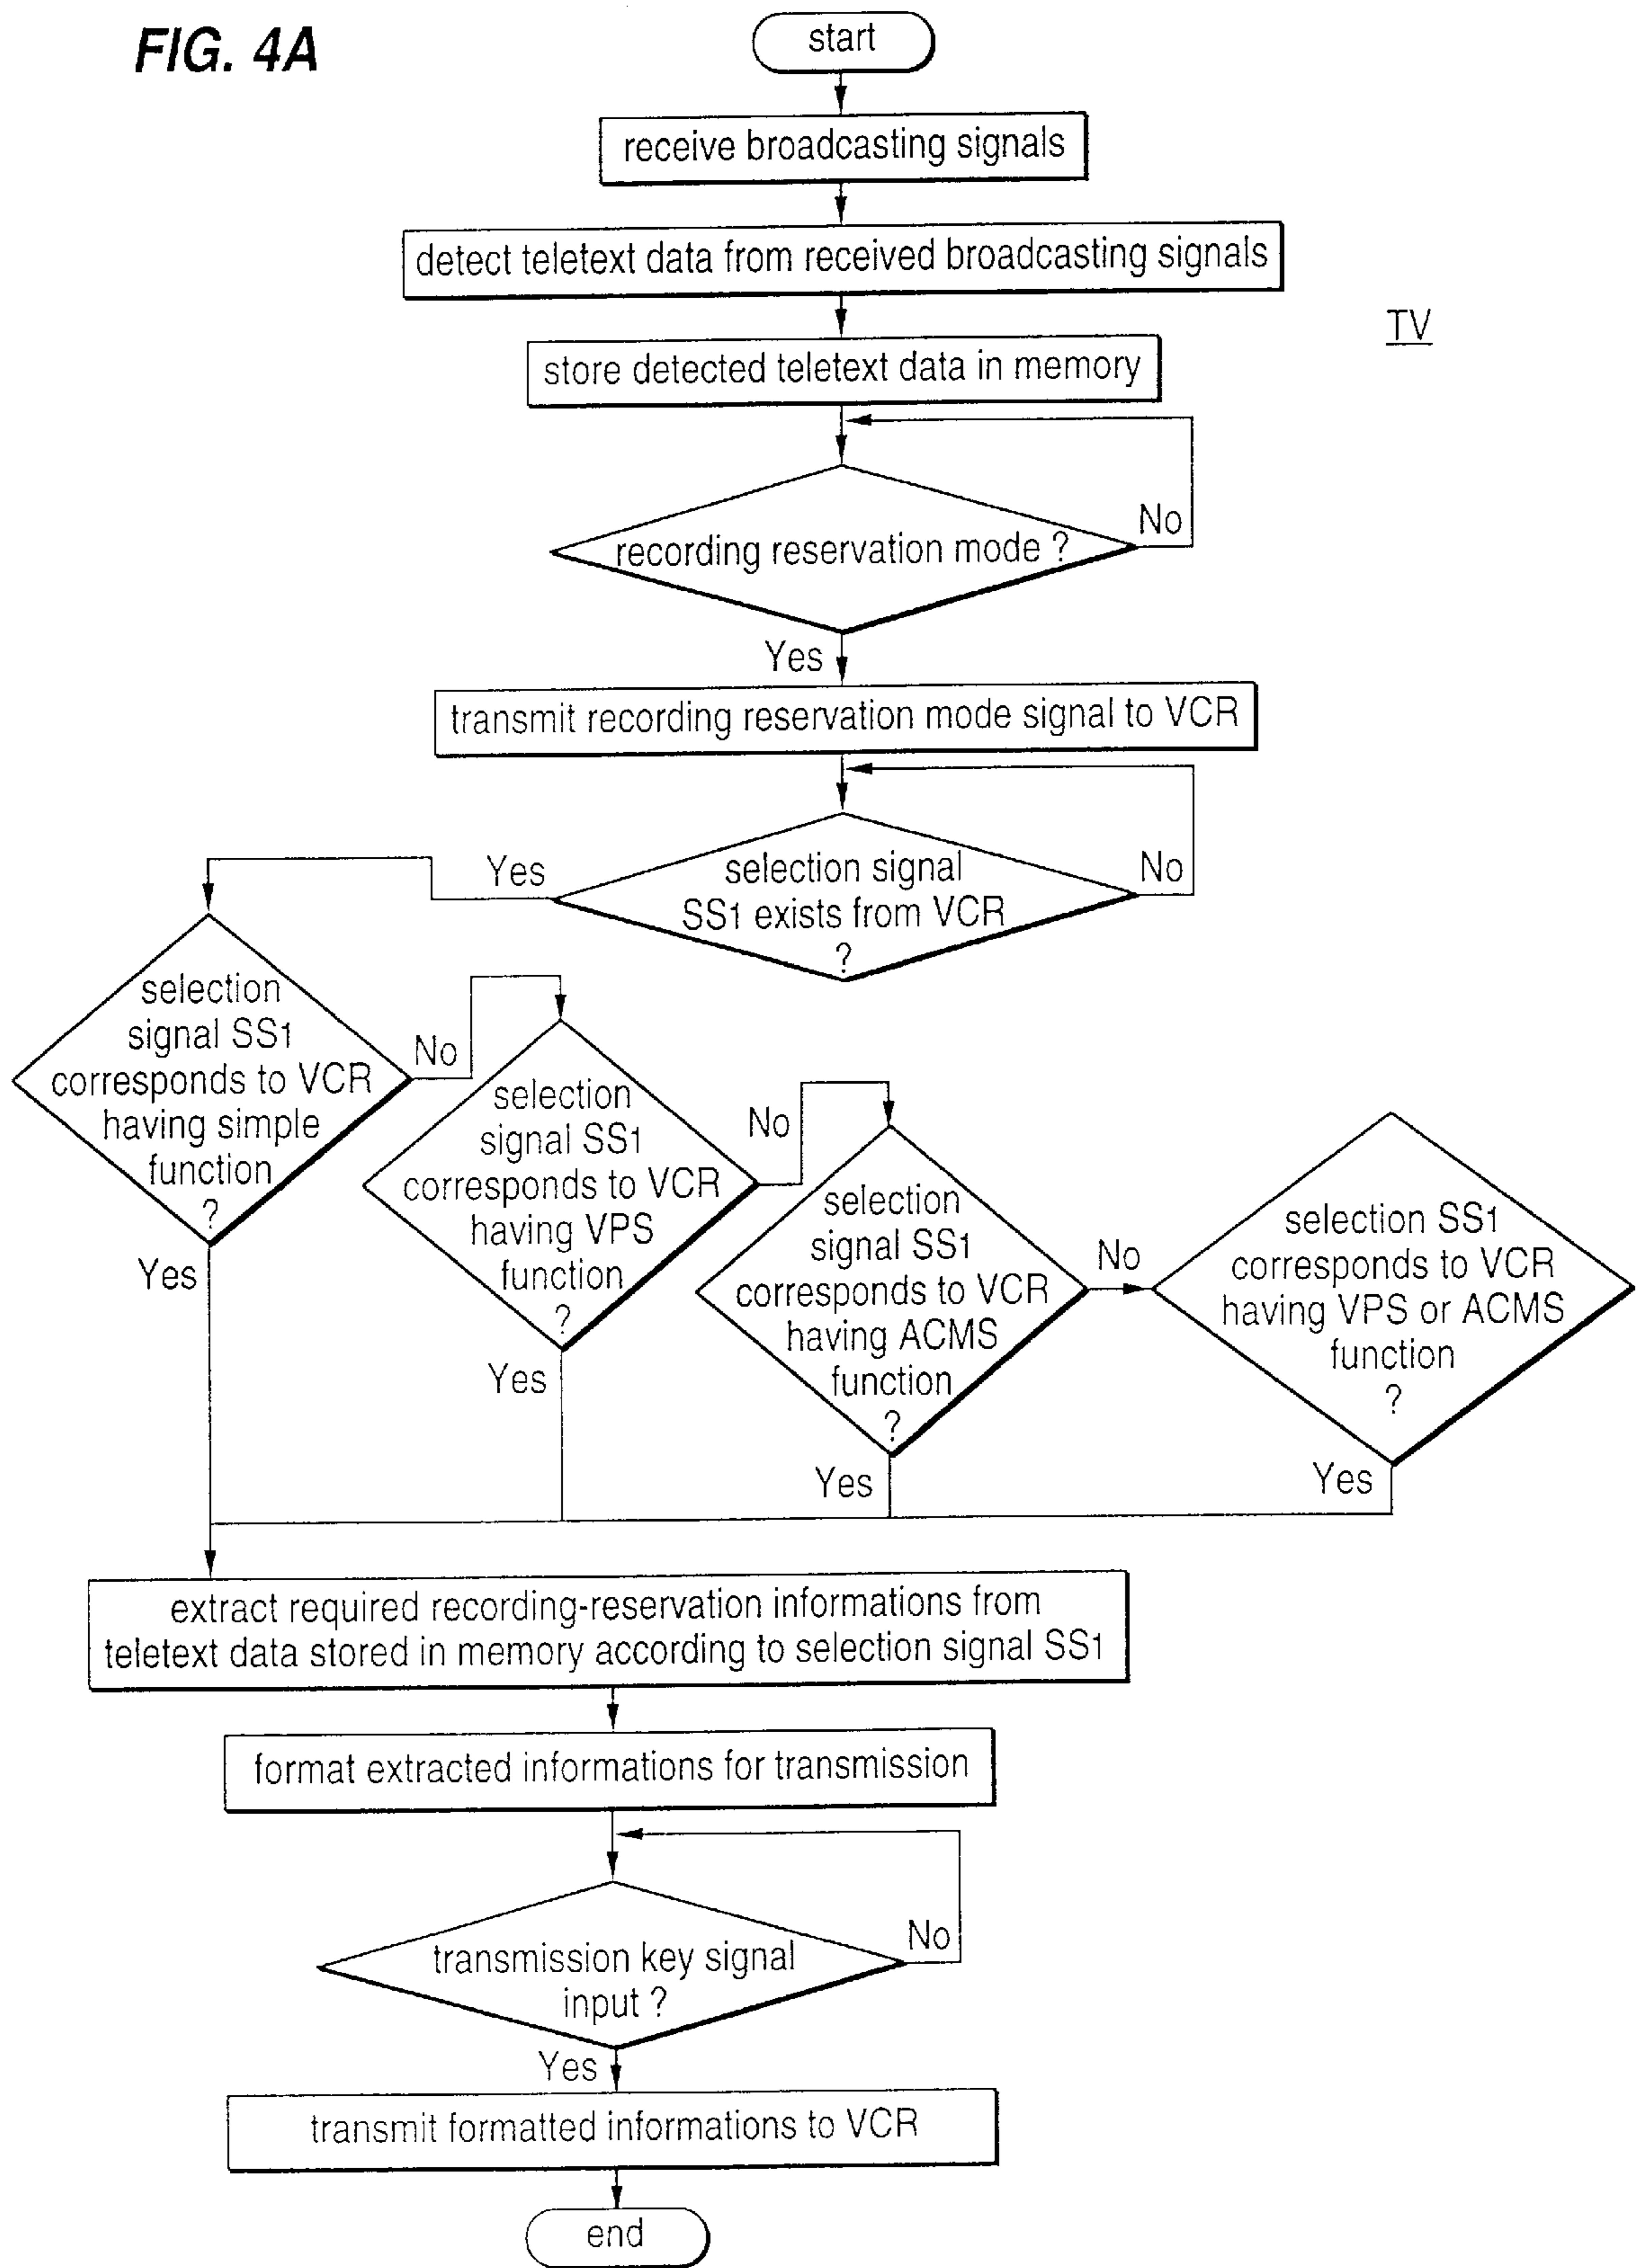 FIG. 4A
start
receive broadcasting signals
detect teletext data from received broadcasting signals
TV
store detected teletext data in memory
No
recording reservation mode ?
Yes
transmit recording reservation mode signal to VCR
Yes
selection signal
SS1 exists from VCR
?
No
selection
signal SS1
corresponds to VCR
having simple
function
?
No
Yes
selection
signal SS1
corresponds to VCR
having VPS
function
?
No
Yes
selection
signal SS1
corresponds to VCR
having ACMS
function
?
No
Yes
selection SS1
corresponds to VCR
having VPS or ACMS
function
?
Yes
extract required recording-reservation informations from
teletext data stored in memory according to selection signal SS1
format extracted informations for transmission
No
transmission key signal
input ?
Yes
transmit formatted informations to VCR
end